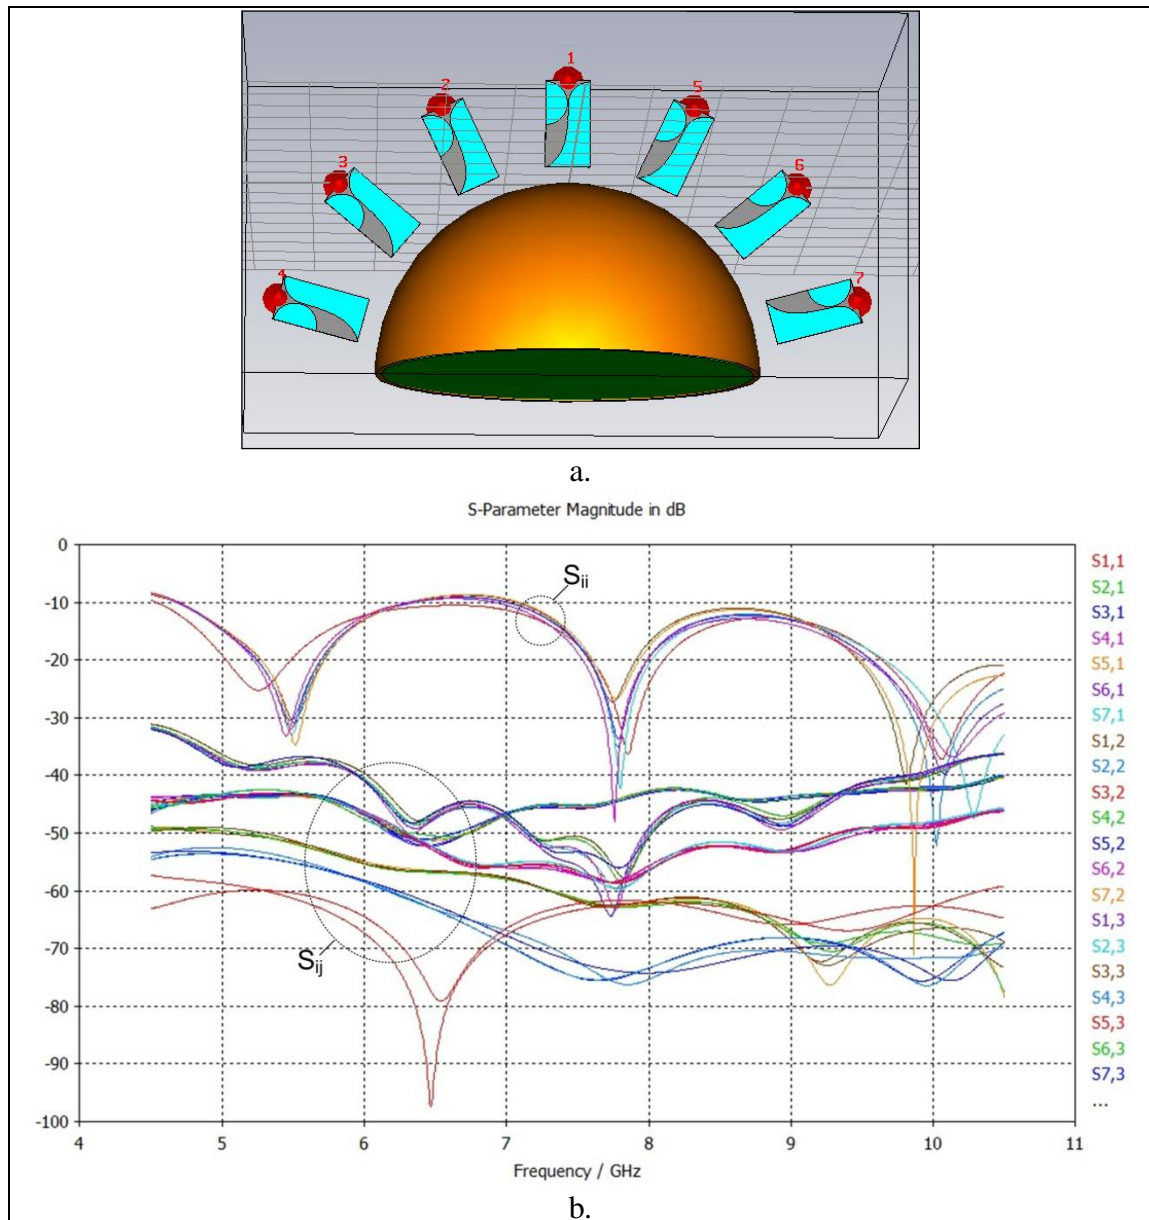 1
2
5
3
6
4
7
a.
S-Parameter Magnitude in dB
0
-10
-20
-30
-40
-50
-60
-70
-80
-90
-100
4
5
6
7
8
9
10
11
Frequency / GHz
Sii
Sij
S1,1
S2,1
S3,1
S4,1
S5,1
S6,1
S7,1
S1,2
S2,2
S3,2
S4,2
S5,2
S6,2
S7,2
S1,3
S2,3
S3,3
S4,3
S5,3
S6,3
S7,3
...
b.